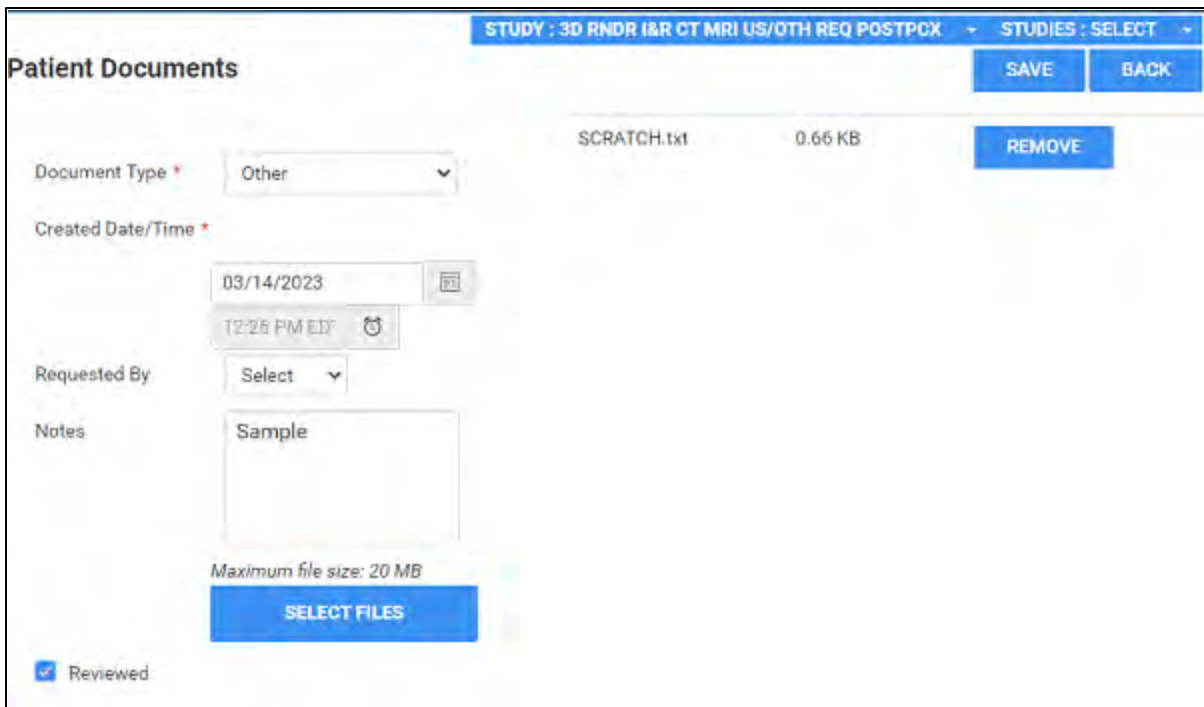 STUDY : 3D RNDR I&R CT MRI US/OTH REQ POSTPCX STUDIES : SELECT
Patient Documents
SAVE BACK
SCRATCH.txt 0.66 KB REMOVE
Document Type * Other
Created Date/Time *
03/14/2023
PM
Requested By Select
Notes Sample
Maximum file size: 20 MB
SELECT FILES
Reviewed